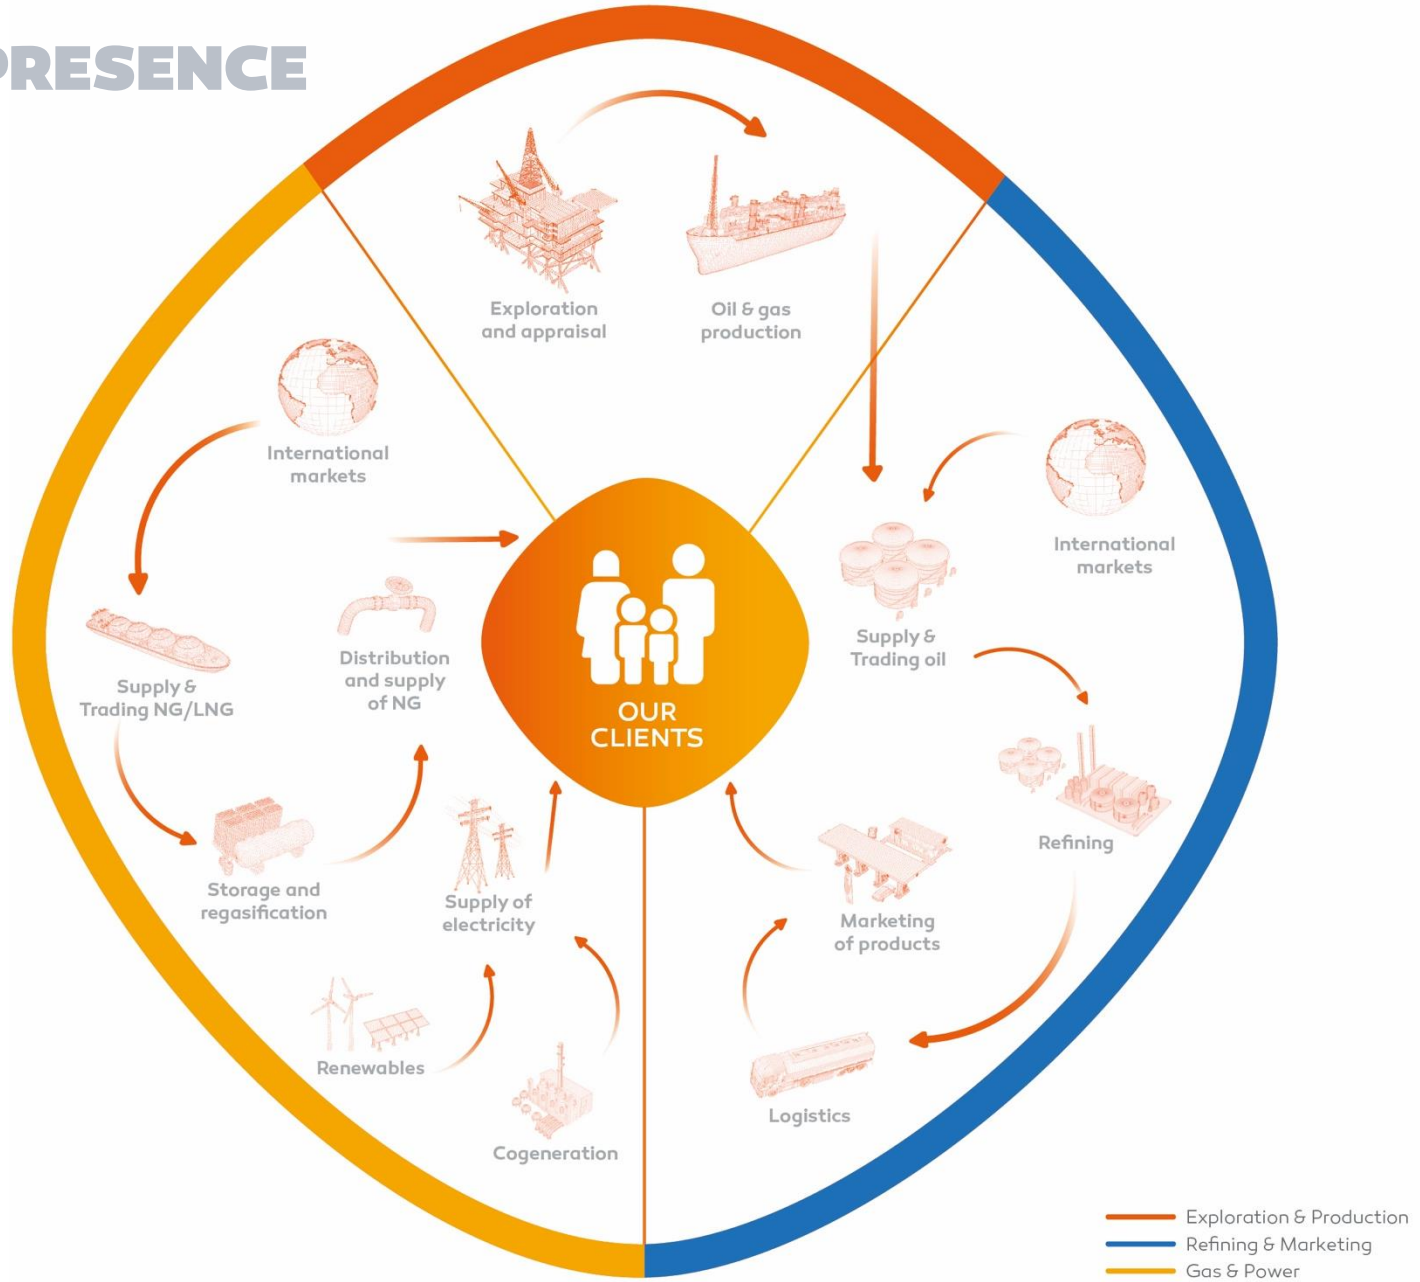 PRESENCE
Exploration
and appraisal
Oil & gas
production
International
markets
International
markets
Supply &
Trading oil
Distribution
and supply
of NG
Supply &
Trading NG/LNG
OUR
CLIENTS
Refining
Storage and
regasification
Supply of
electricity
Marketing
of products
Renewables
Logistics
Cogeneration
Exploration & Production
Refining & Marketing
Gas & Power